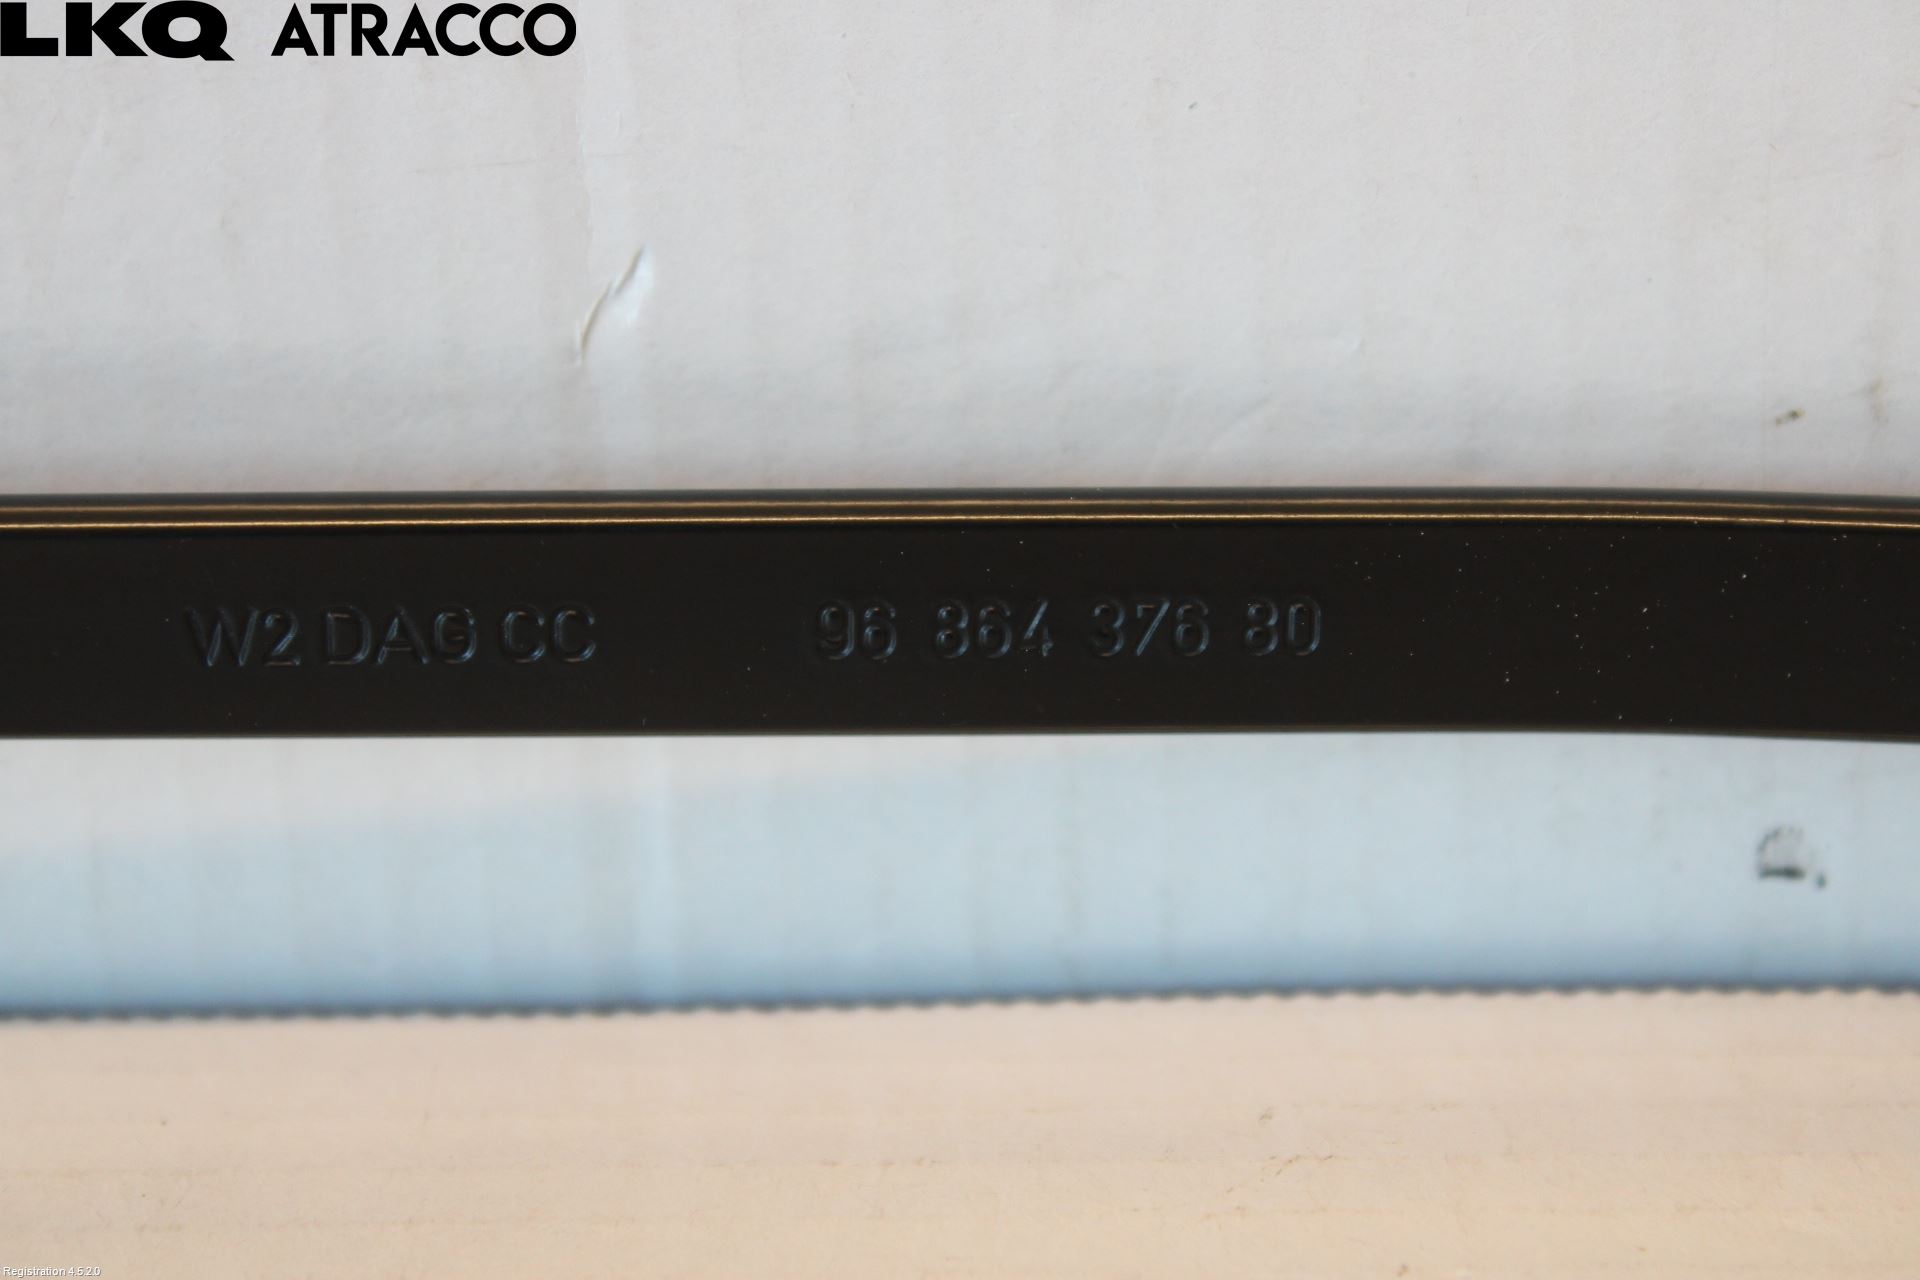 LKQ ATRACCO
W2 DAG CC 96 864 376 80
Registration 4.5.2.0